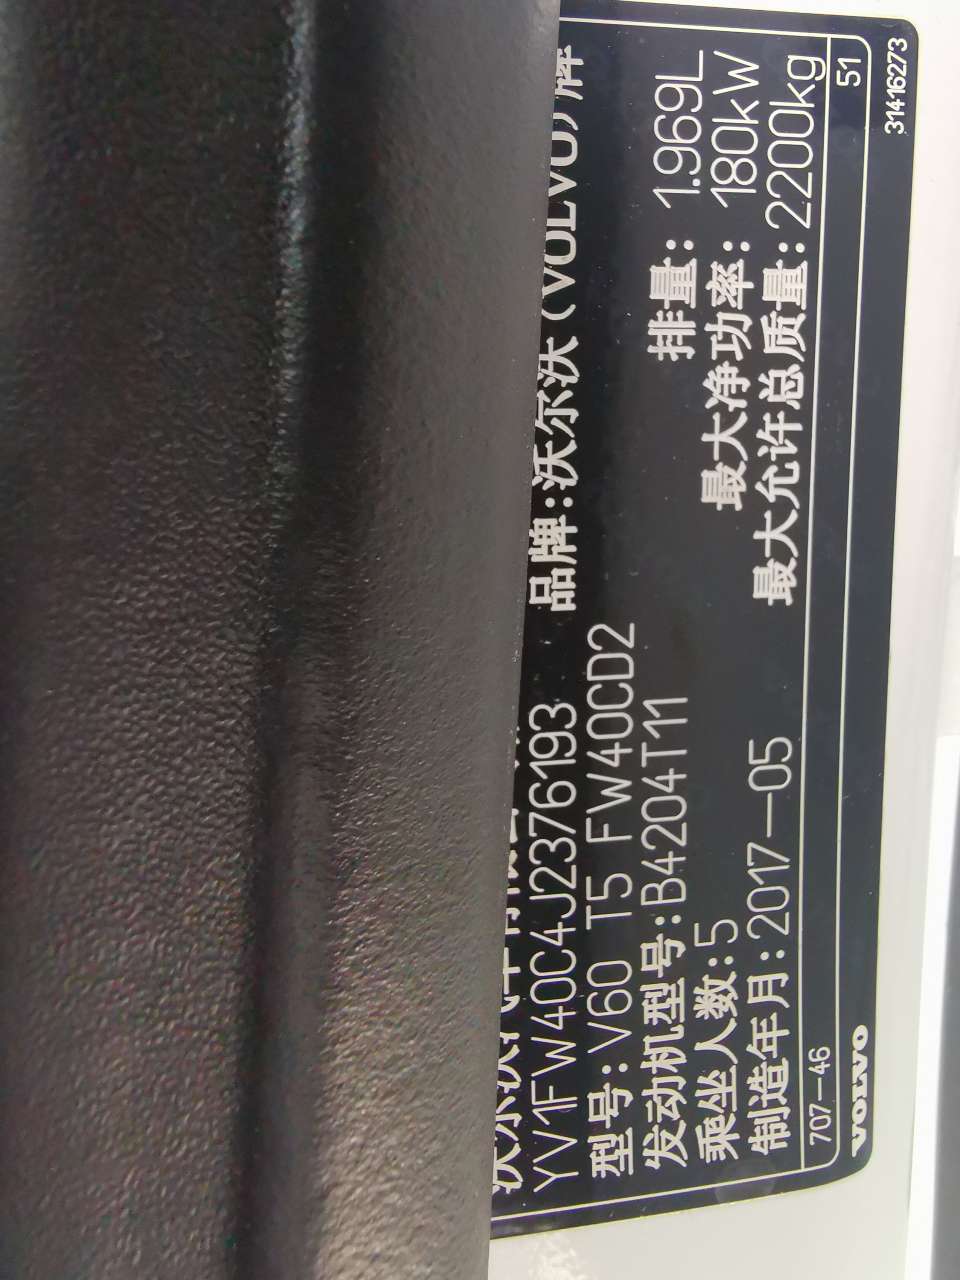 品牌:沃尔沃(VOLVO)牌
YV1FW40C4J2376193
型号:V60 T5 FW40CD2
发动机型号:B4204T11
排量: 1.969L
乘坐人数:5
最大净功率: 180kW
制造年月:2017-05
最大允许总质量:2200kg
707-46
51
VOLVO
31416273